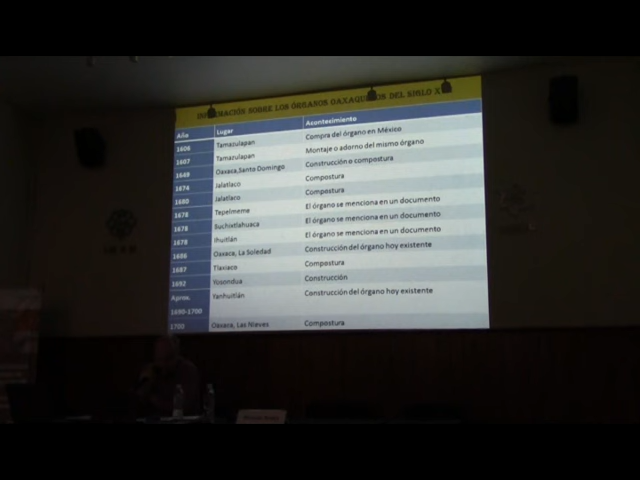 SOBRE LOS ÓRGANOS DEL SIGLO
Año Lugar Acontecimiento
1606 Tamazulapan Compra del órgano en México
1607 Tamazulapan Montaje o adorno del mismo órgano
1649 Oaxaca, Santo Domingo Construcción o compostura
1674 Jalatlaco Compostura
1680 Jalatlaco Compostura
1678 Tepelmeme El órgano se menciona en un documento
1678 Suchixtlahuaca El órgano se menciona en un documento
1678 Ihuitlán El órgano se menciona en un documento
1686 Oaxaca, La Soledad Construcción del órgano hoy existente
1687 Tlaxiaco Compostura
1692 Yosondua Construcción
Aprox. Yanhuitlán Construcción del órgano hoy existente
1690-1700
1700 Oaxaca, Las Nieves Compostura